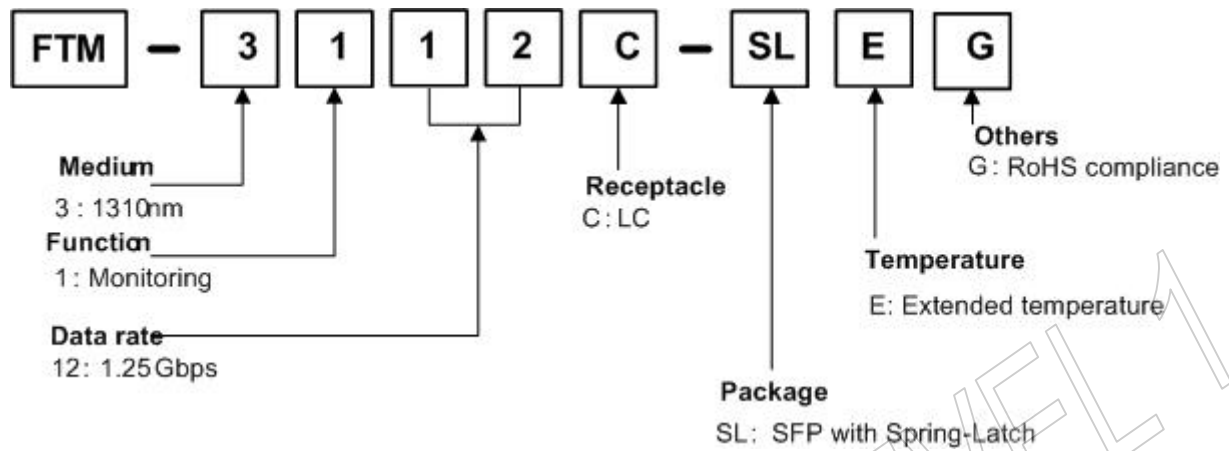 FTM - 3 1 1 2 C - SL E G
Others
G: RoHS compliance
Medium
3 : 1310nm
Receptacle
C: LC
Function
1: Monitoring
Temperature
E: Extended temperature
Data rate
12: 1.25Gbps
Package
SL: SFP with Spring-Latch